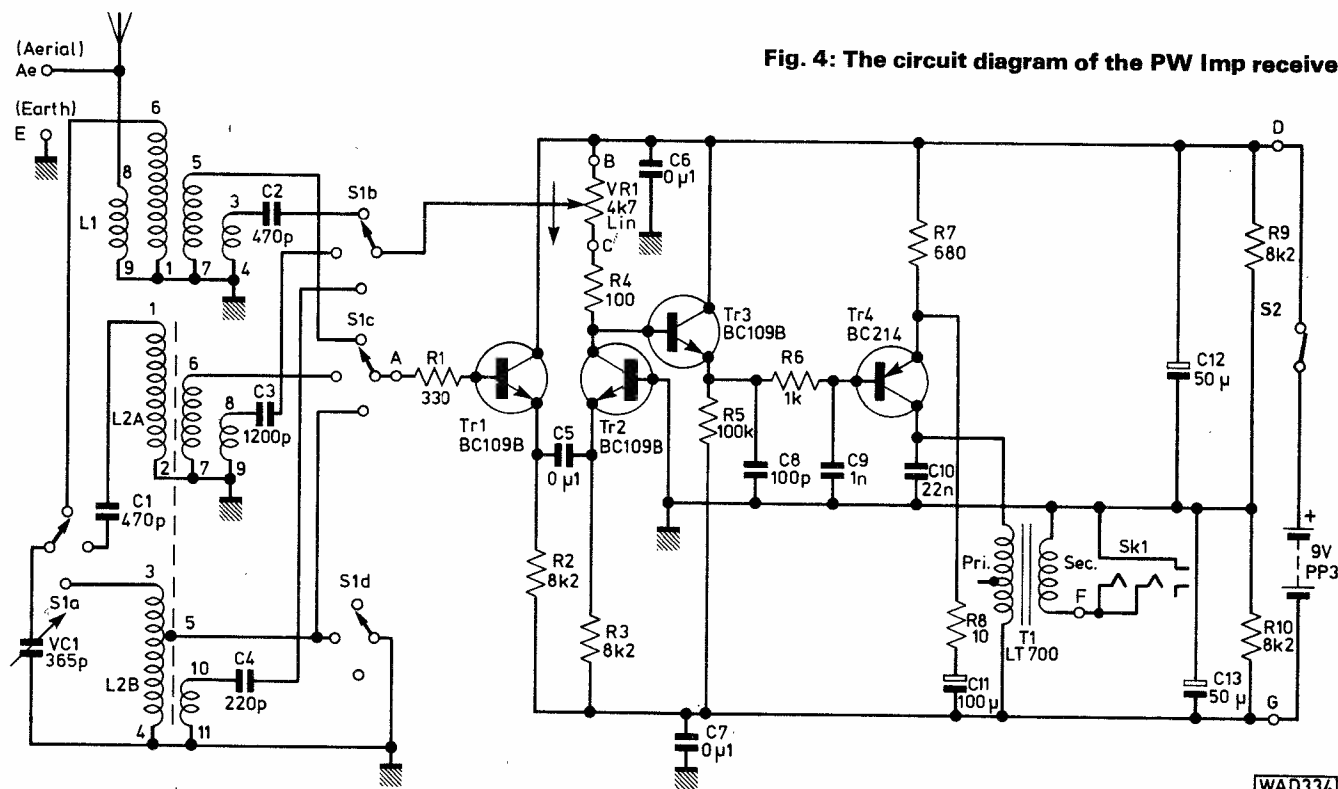 Fig. 4: The circuit diagram of the PW Imp receive
(Aerial)
Ae
(Earth)
E
6
8
5
3
C2
470p
L1
9
1
7
4
S1b
S1c
1
6
8
C3
1200p
L2A
2
7
9
C1
470p
S1a
VC1
365p
3
5
10
C4
220p
L2B
4
11
S1d
A
R1
330
Tr1
BC109B
C5
0µ1
R2
8k2
B
VR1
4k7
Lin
C
R4
100
C6
0µ1
Tr2
BC109B
R3
8k2
Tr3
BC109B
R5
100k
C7
0µ1
R6
1k
C8
100p
C9
1n
Tr4
BC214
R7
680
C10
22n
R8
10
C11
100µ
Pri.
Sec.
T1
LT700
F
Sk1
C12
50µ
C13
50µ
D
R9
8k2
S2
+
9V
PP3
R10
8k2
G
WAD334